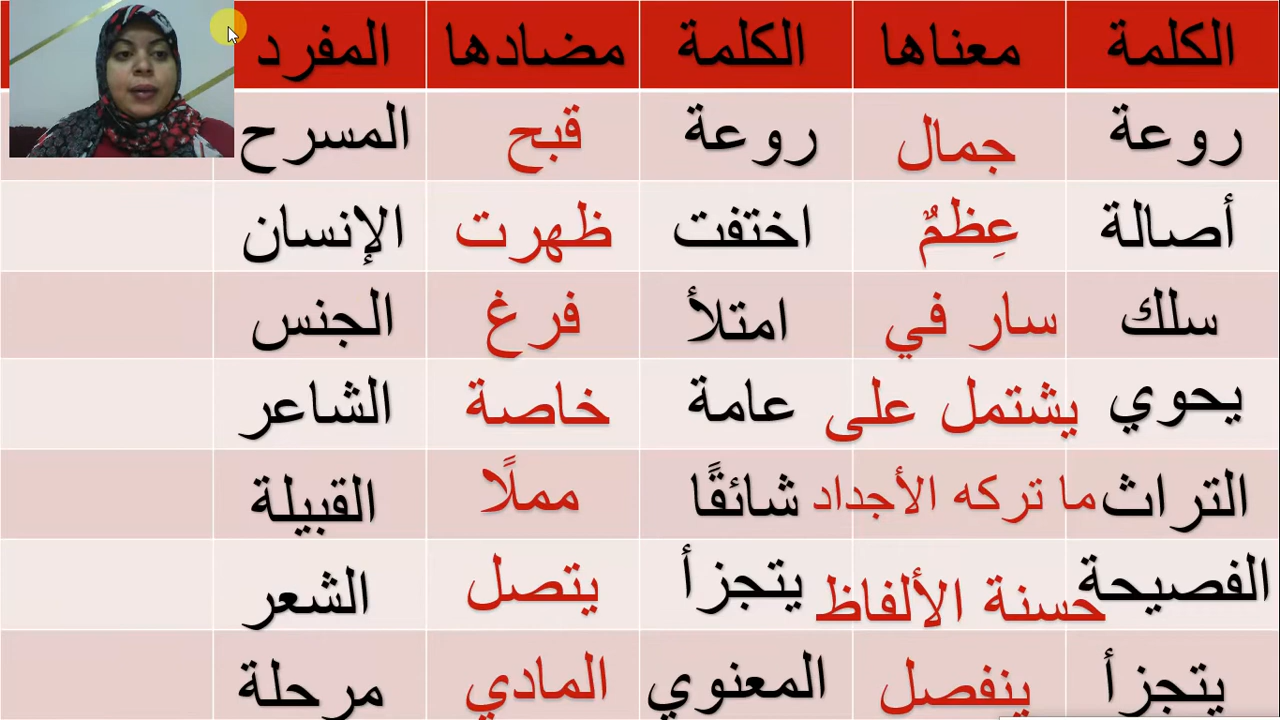 الكلمة معناها الكلمة مضادها المفرد
روعة جمال روعة قبح المسرح
أصالة عِظمٌ اختفت ظهرت الإنسان
سلك سار في امتلأ فرغ الجنس
يحوي يشتمل على عامة خاصة الشاعر
التراث ما تركه الأجداد شائقًا مملًا القبيلة
الفصيحة حسنة الألفاظ يتجزأ يتصل الشعر
يتجزأ ينفصل المعنوي المادي مرحلة